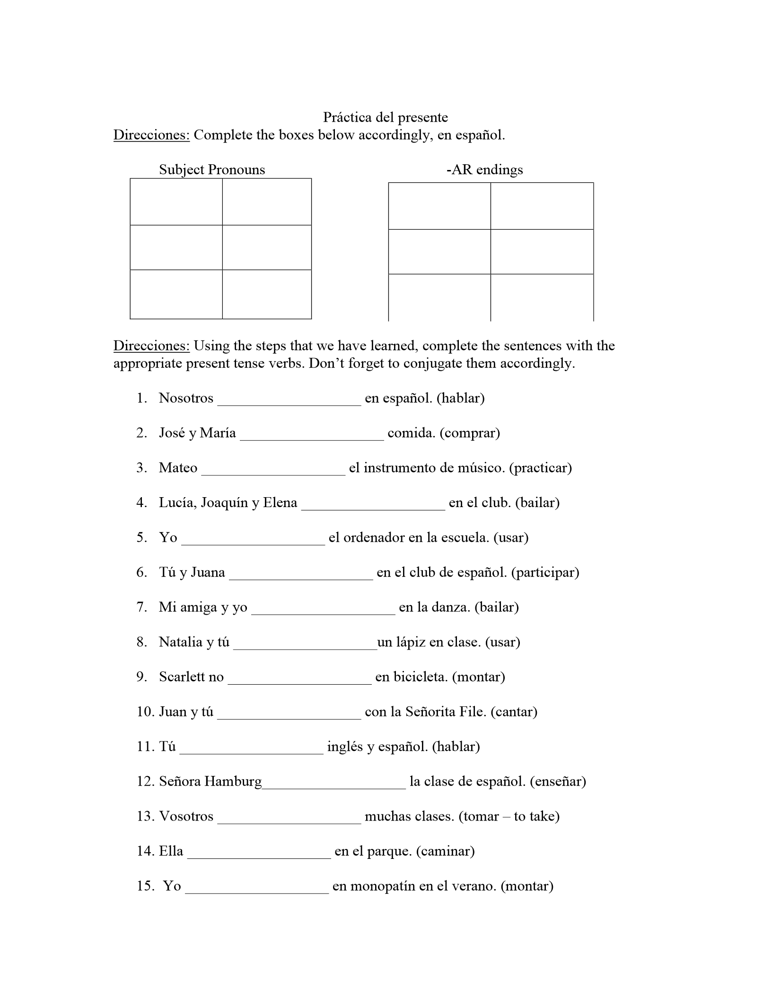 Práctica del presente
Direcciones: Complete the boxes below accordingly, en español.
Subject Pronouns -AR endings
Direcciones: Using the steps that we have learned, complete the sentences with the
appropriate present tense verbs. Don’t forget to conjugate them accordingly.
1. Nosotros ___________________ en español. (hablar)
2. José y María ___________________ comida. (comprar)
3. Mateo ___________________ el instrumento de músico. (practicar)
4. Lucía, Joaquín y Elena ___________________ en el club. (bailar)
5. Yo ___________________ el ordenador en la escuela. (usar)
6. Tú y Juana ___________________ en el club de español. (participar)
7. Mi amiga y yo ___________________ en la danza. (bailar)
8. Natalia y tú ___________________un lápiz en clase. (usar)
9. Scarlett no ___________________ en bicicleta. (montar)
10. Juan y tú ___________________ con la Señorita File. (cantar)
11. Tú ___________________ inglés y español. (hablar)
12. Señora Hamburg___________________ la clase de español. (enseñar)
13. Vosotros ___________________ muchas clases. (tomar – to take)
14. Ella ___________________ en el parque. (caminar)
15. Yo ___________________ en monopatín en el verano. (montar)